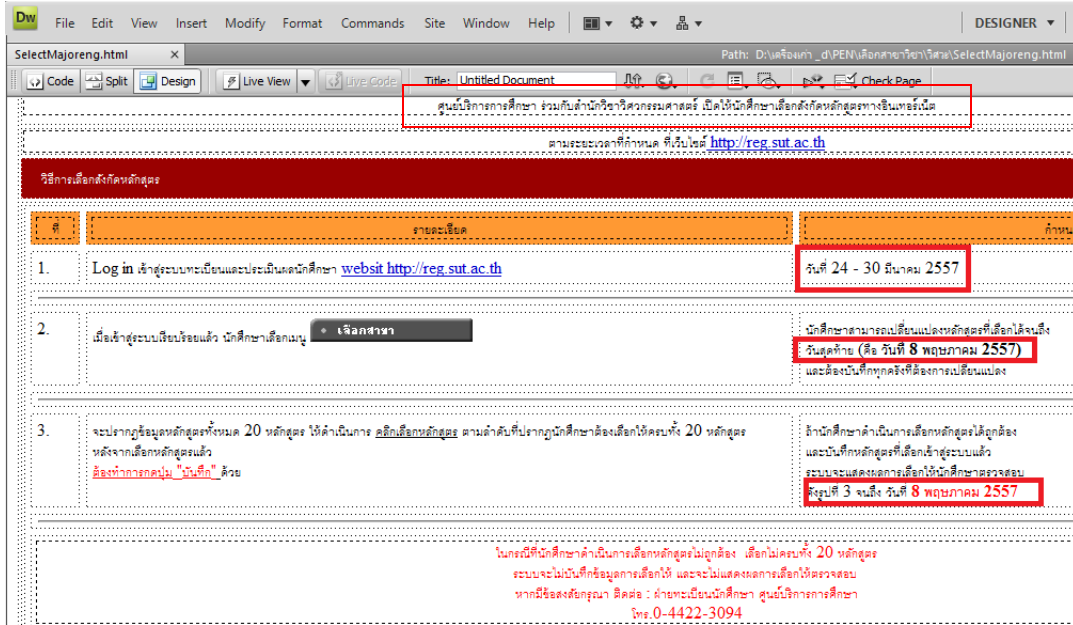 Dw File Edit View Insert Modify Format Commands Site Window Help DESIGNER
SelectMajoreng.html × Path: D:\เครื่องเก่า_d\PEN\เลือกสาขาวิชา\วิศวะ\SelectMajoreng.html
Code Split Design Live View Live Code Title: Untitled Document Check Page
ศูนย์บริการการศึกษา ร่วมกับสำนักวิชาวิศวกรรมศาสตร์ เปิดให้นักศึกษาเลือกสังกัดหลักสูตรทางอินเทอร์เน็ต
ตามระยะเวลาที่กำหนด ที่เว็บไซต์ http://reg.sut.ac.th
วิธีการเลือกสังกัดหลักสูตร
ที่ รายละเอียด กำหน
1. Log in เข้าสู่ระบบทะเบียนและประเมินผลนักศึกษา websit http://reg.sut.ac.th วันที่ 24 - 30 มีนาคม 2557
2. เมื่อเข้าสู่ระบบเรียบร้อยแล้ว นักศึกษาเลือกเมนู เลือกสาขา
นักศึกษาสามารถเปลี่ยนแปลงหลักสูตรที่เลือกได้จนถึง
วันสุดท้าย (คือ วันที่ 8 พฤษภาคม 2557)
และต้องบันทึกทุกครั้งที่ต้องการเปลี่ยนแปลง
3. จะปรากฏข้อมูลหลักสูตรทั้งหมด 20 หลักสูตร ให้ดำเนินการ คลิกเลือกหลักสูตร ตามลำดับที่ปรากฏนักศึกษาต้องเลือกให้ครบทั้ง 20 หลักสูตร
หลังจากเลือกหลักสูตรแล้ว
ต้องทำการกดปุ่ม "บันทึก" ด้วย
ถ้านักศึกษาดำเนินการเลือกหลักสูตรได้ถูกต้อง
และบันทึกหลักสูตรที่เลือกเข้าสู่ระบบแล้ว
ระบบจะแสดงผลการเลือกให้นักศึกษาตรวจสอบ
ดังรูปที่ 3 จนถึง วันที่ 8 พฤษภาคม 2557
ในกรณีที่นักศึกษาดำเนินการเลือกหลักสูตรไม่ถูกต้อง เลือกไม่ครบทั้ง 20 หลักสูตร
ระบบจะไม่บันทึกข้อมูลการเลือกให้ และจะไม่แสดงผลการเลือกให้ตรวจสอบ
หากมีข้อสงสัยกรุณา ติดต่อ : ฝ่ายทะเบียนนักศึกษา ศูนย์บริการการศึกษา
โทร.0-4422-3094